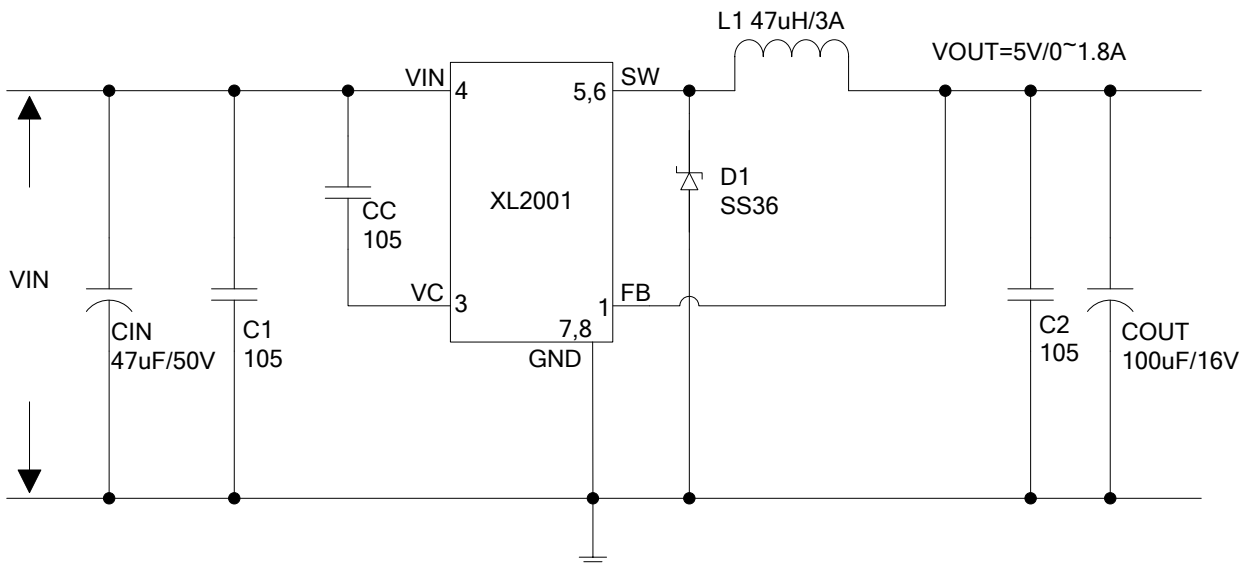 L1 47uH/3A
VOUT=5V/0~1.8A
VIN
SW
4
5,6
D1
SS36
XL2001
CC
105
VIN
VC
3
1
FB
7,8
GND
CIN
47uF/50V
C1
105
C2
105
COUT
100uF/16V